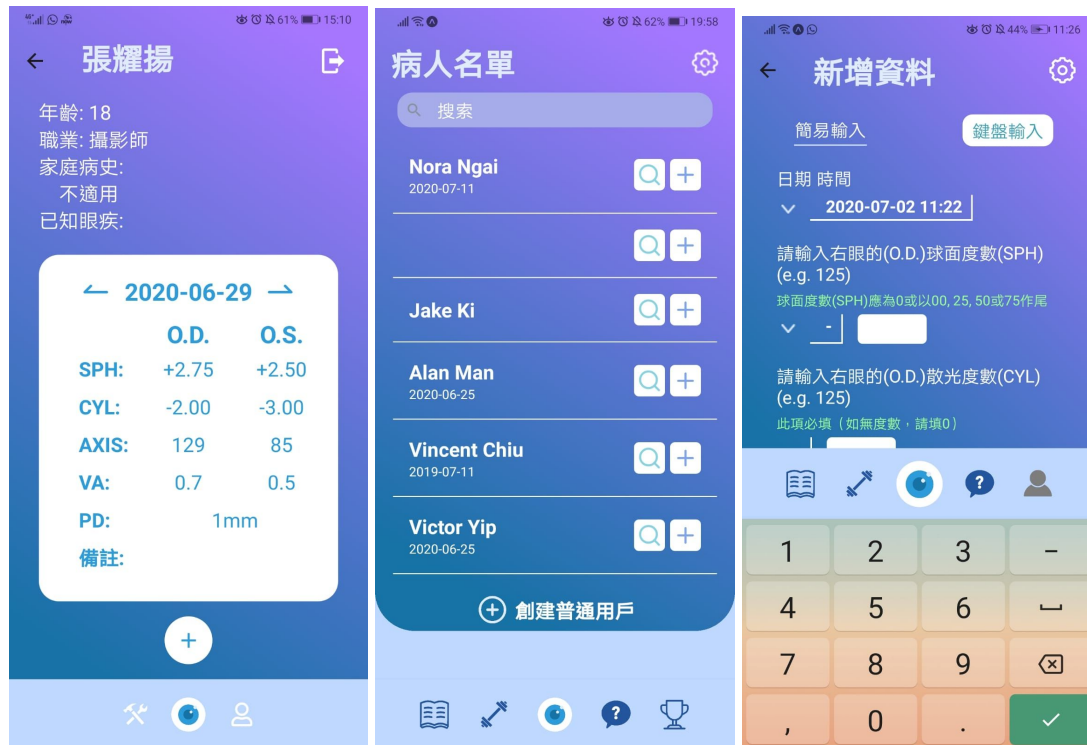 61% 15:10
張耀揚
年齡: 18
職業: 攝影師
家庭病史:
不適用
已知眼疾:
2020-06-29
O.D. O.S.
SPH: +2.75 +2.50
CYL: -2.00 -3.00
AXIS: 129 85
VA: 0.7 0.5
PD: 1mm
備註:
+
62% 19:58
病人名單
搜索
Nora Ngai
2020-07-11
Jake Ki
Alan Man
2020-06-25
Vincent Chiu
2019-07-11
Victor Yip
2020-06-25
創建普通用戶
?
44% 11:26
新增資料
簡易輸入 鍵盤輸入
日期 時間
2020-07-02 11:22
請輸入右眼的(O.D.)球面度數(SPH)
(e.g. 125)
球面度數(SPH)應為0或以00, 25, 50或75作尾
-
請輸入右眼的(O.D.)散光度數(CYL)
(e.g. 125)
此項必填（如無度數，請填0）
?
1 2 3 -
4 5 6
7 8 9
, 0 .